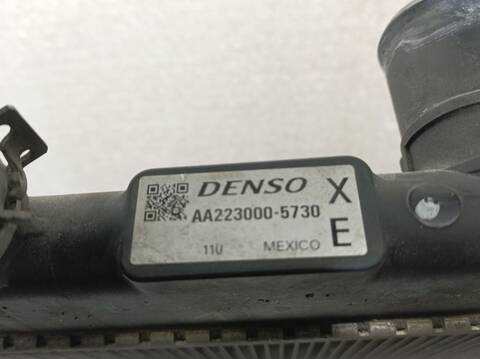 DENSO X
AA223000-5730
11U MEXICO E